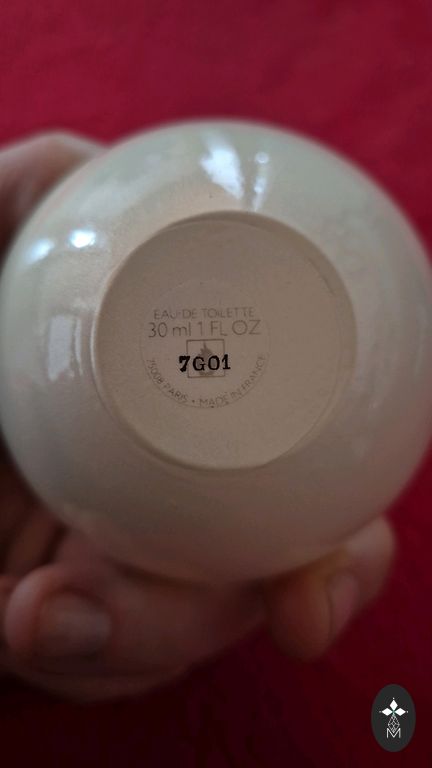 EAU DE TOILETTE
30 ml 1 FL OZ
7G01
75008 PARIS • MADE IN FRANCE
M